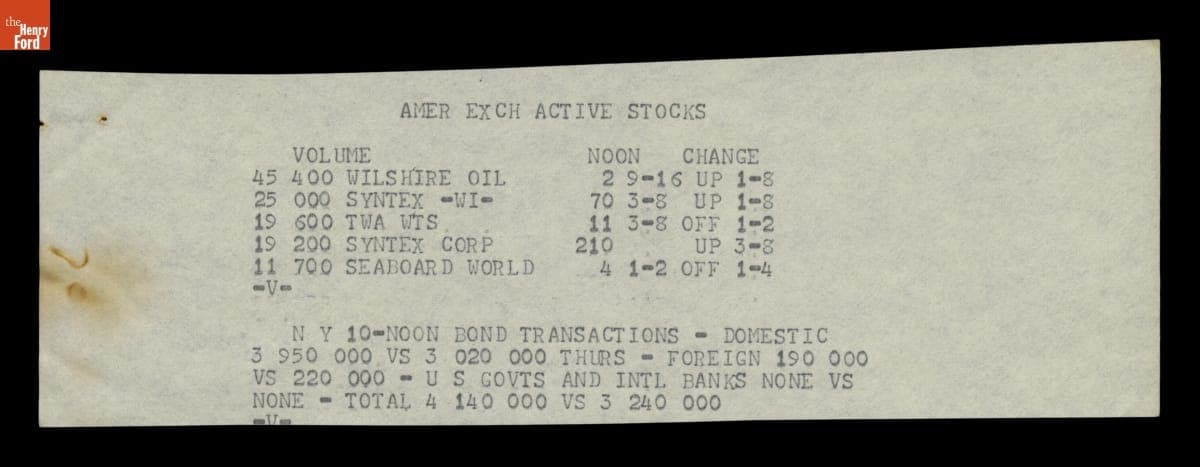 the
Henry
Ford
AMER EXCH ACTIVE STOCKS
VOLUME NOON CHANGE
45 400 WILSHIRE OIL 2 9-16 UP 1-8
25 000 SYNTEX -WI- 70 3-8 UP 1-8
19 600 TWA WTS 11 3-8 OFF 1-2
19 200 SYNTEX CORP 210 UP 3-8
11 700 SEABOARD WORLD 4 1-2 OFF 1-4
-V-
N Y 10-NOON BOND TRANSACTIONS - DOMESTIC
3 950 000 VS 3 020 000 THURS - FOREIGN 190 000
VS 220 000 - U S GOVTS AND INTL BANKS NONE VS
NONE - TOTAL 4 140 000 VS 3 240 000
-V-